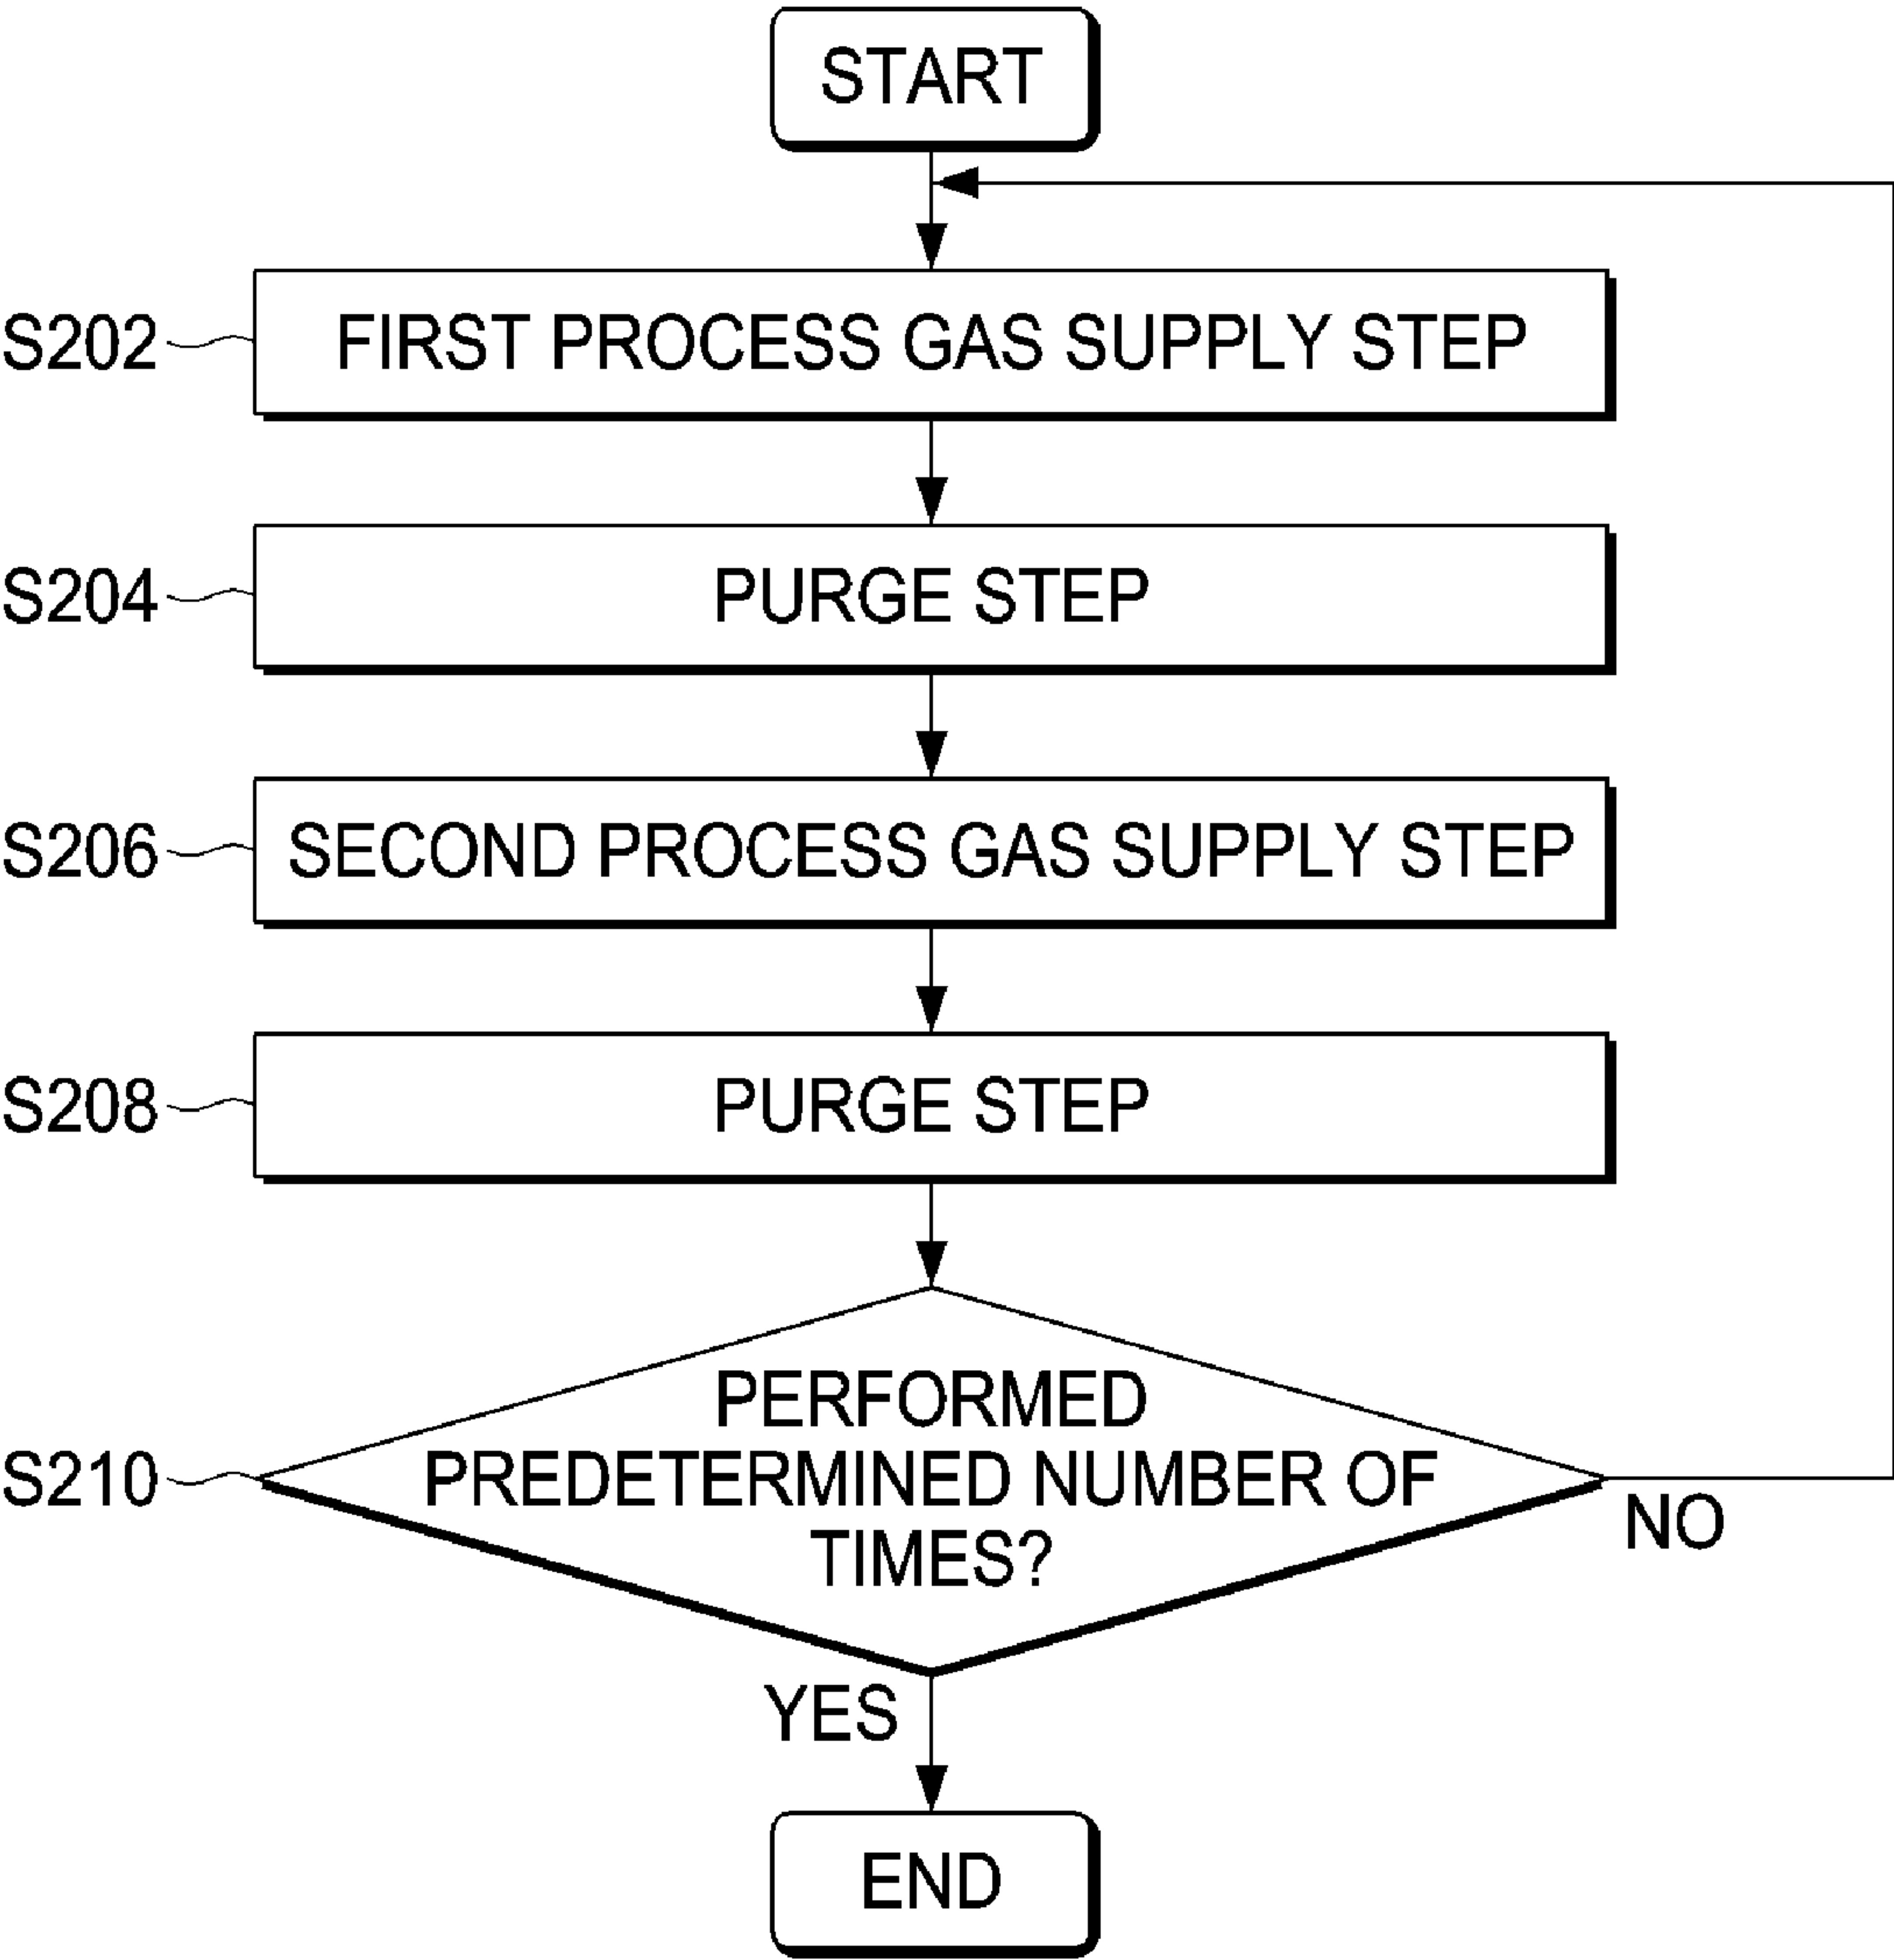 START
S202
FIRST PROCESS GAS SUPPLY STEP
S204
PURGE STEP
S206
SECOND PROCESS GAS SUPPLY STEP
S208
PURGE STEP
S210
PERFORMED
PREDETERMINED NUMBER OF
TIMES?
NO
YES
END